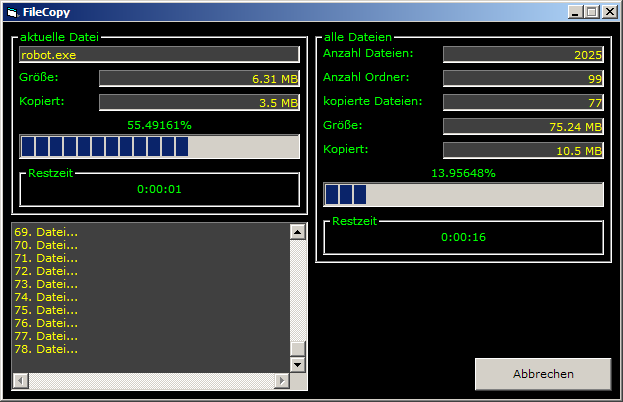 FileCopy
aktuelle Datei
robot.exe
Größe: 6.31 MB
Kopiert: 3.5 MB
55.49161%
Restzeit
0:00:01
69. Datei...
70. Datei...
71. Datei...
72. Datei...
73. Datei...
74. Datei...
75. Datei...
76. Datei...
77. Datei...
78. Datei...
alle Dateien
Anzahl Dateien: 2025
Anzahl Ordner: 99
kopierte Dateien: 77
Größe: 75.24 MB
Kopiert: 10.5 MB
13.95648%
Restzeit
0:00:16
Abbrechen